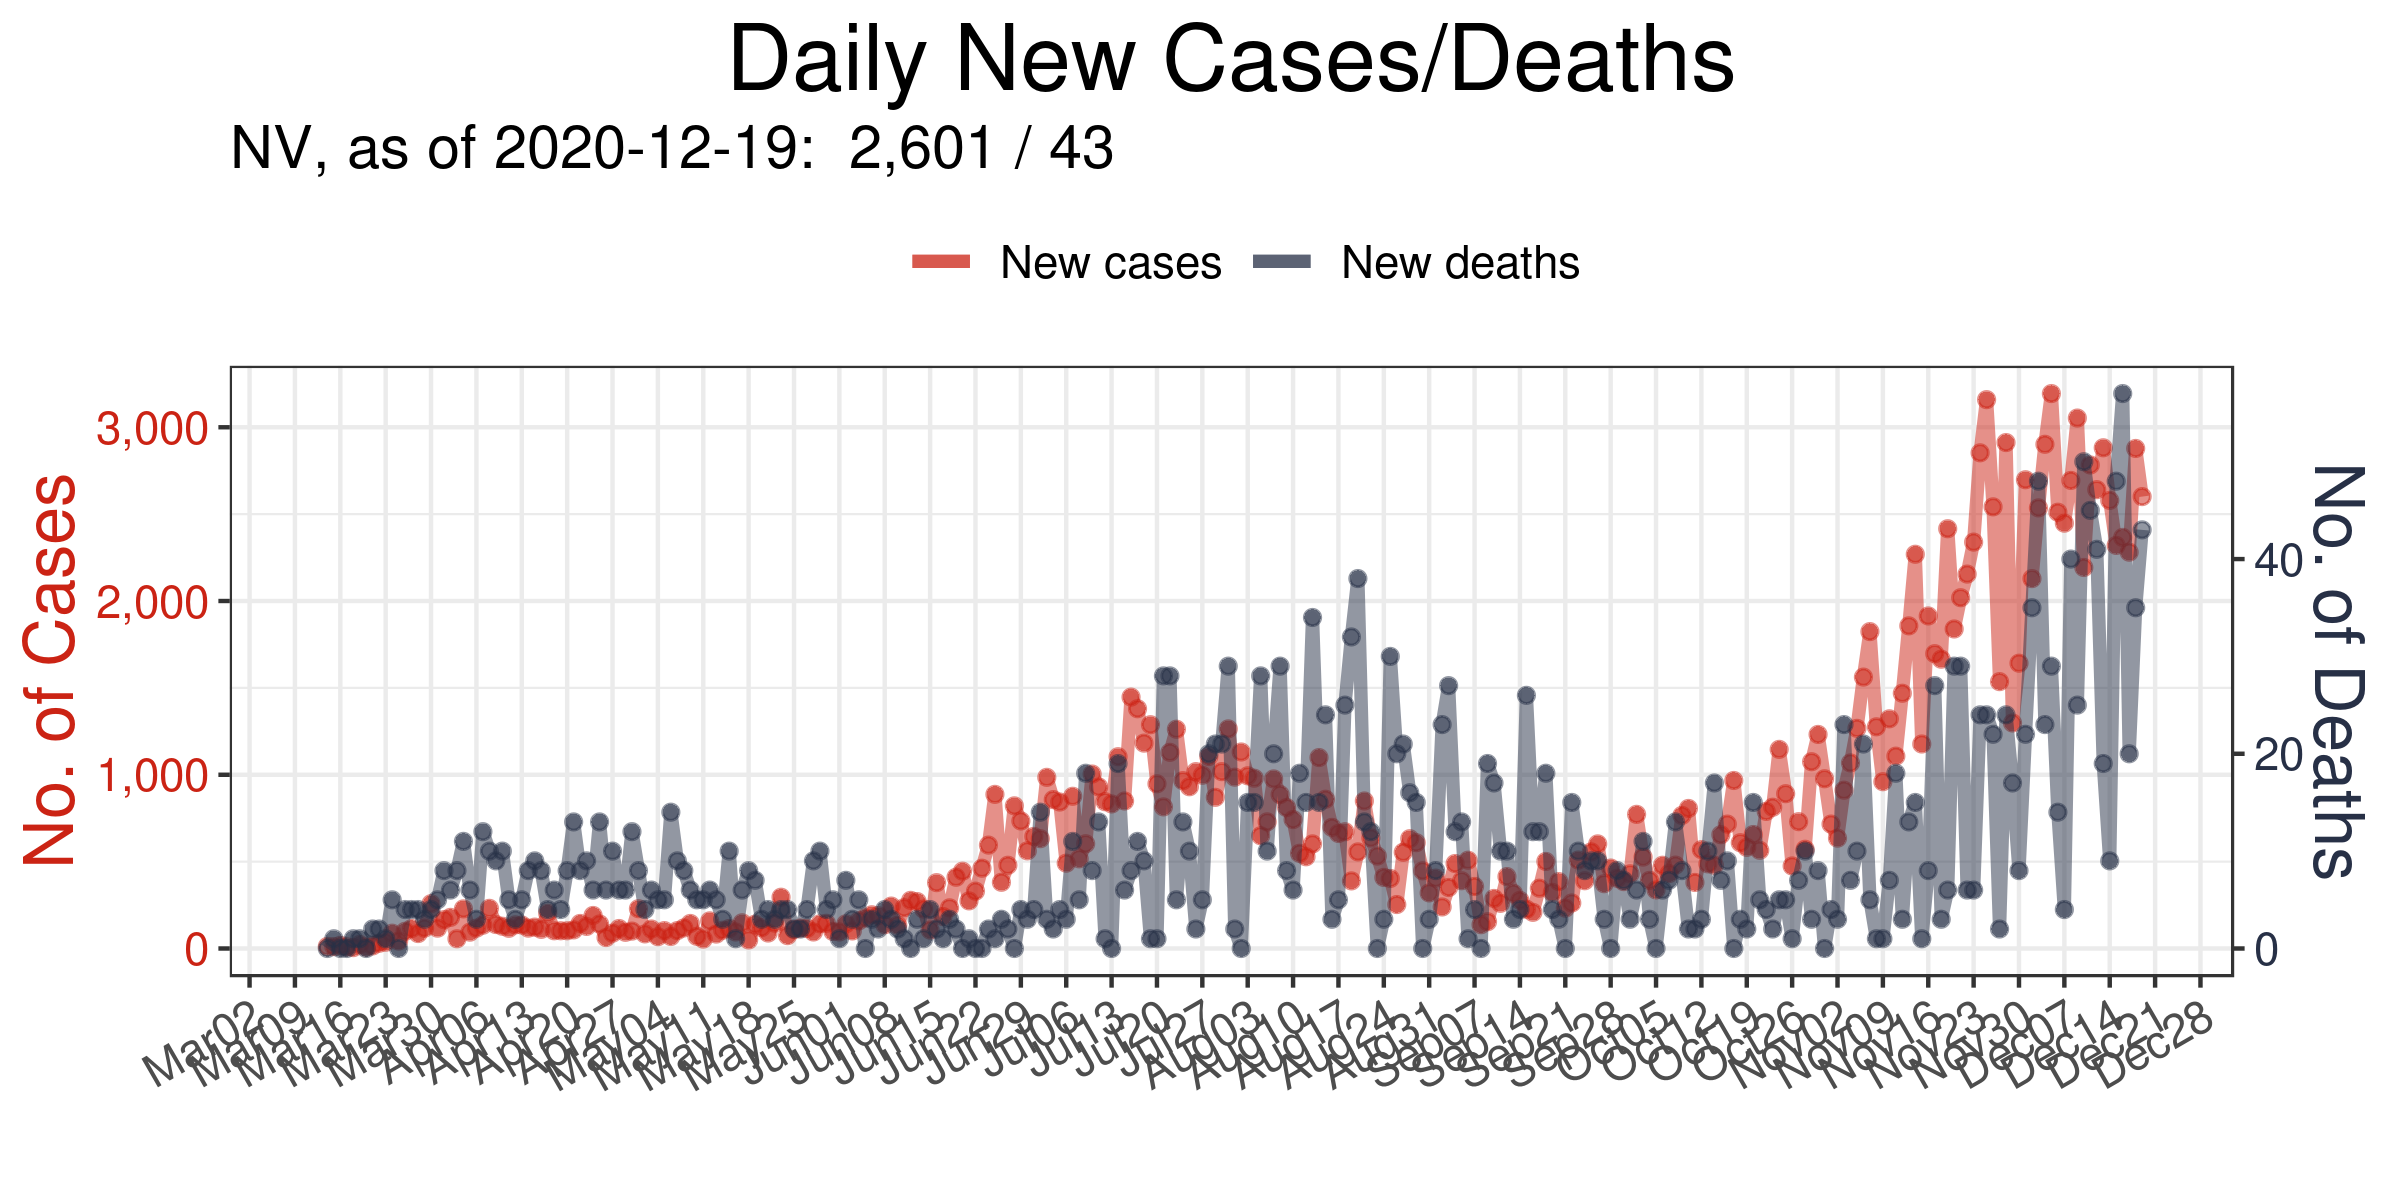 Daily New Cases/Deaths
NV, as of 2020-12-19:  2,601 / 43
New cases
New deaths
No. of Cases
3,000
2,000
1,000
0
No. of Deaths
40
20
0
Mar02
Mar09
Mar16
Mar23
Mar30
Apr06
Apr13
Apr20
Apr27
May04
May11
May18
May25
Jun01
Jun08
Jun15
Jun22
Jun29
Jul06
Jul13
Jul20
Jul27
Aug03
Aug10
Aug17
Aug24
Aug31
Sep07
Sep14
Sep21
Sep28
Oct05
Oct12
Oct19
Oct26
Nov02
Nov09
Nov16
Nov23
Nov30
Dec07
Dec14
Dec21
Dec28